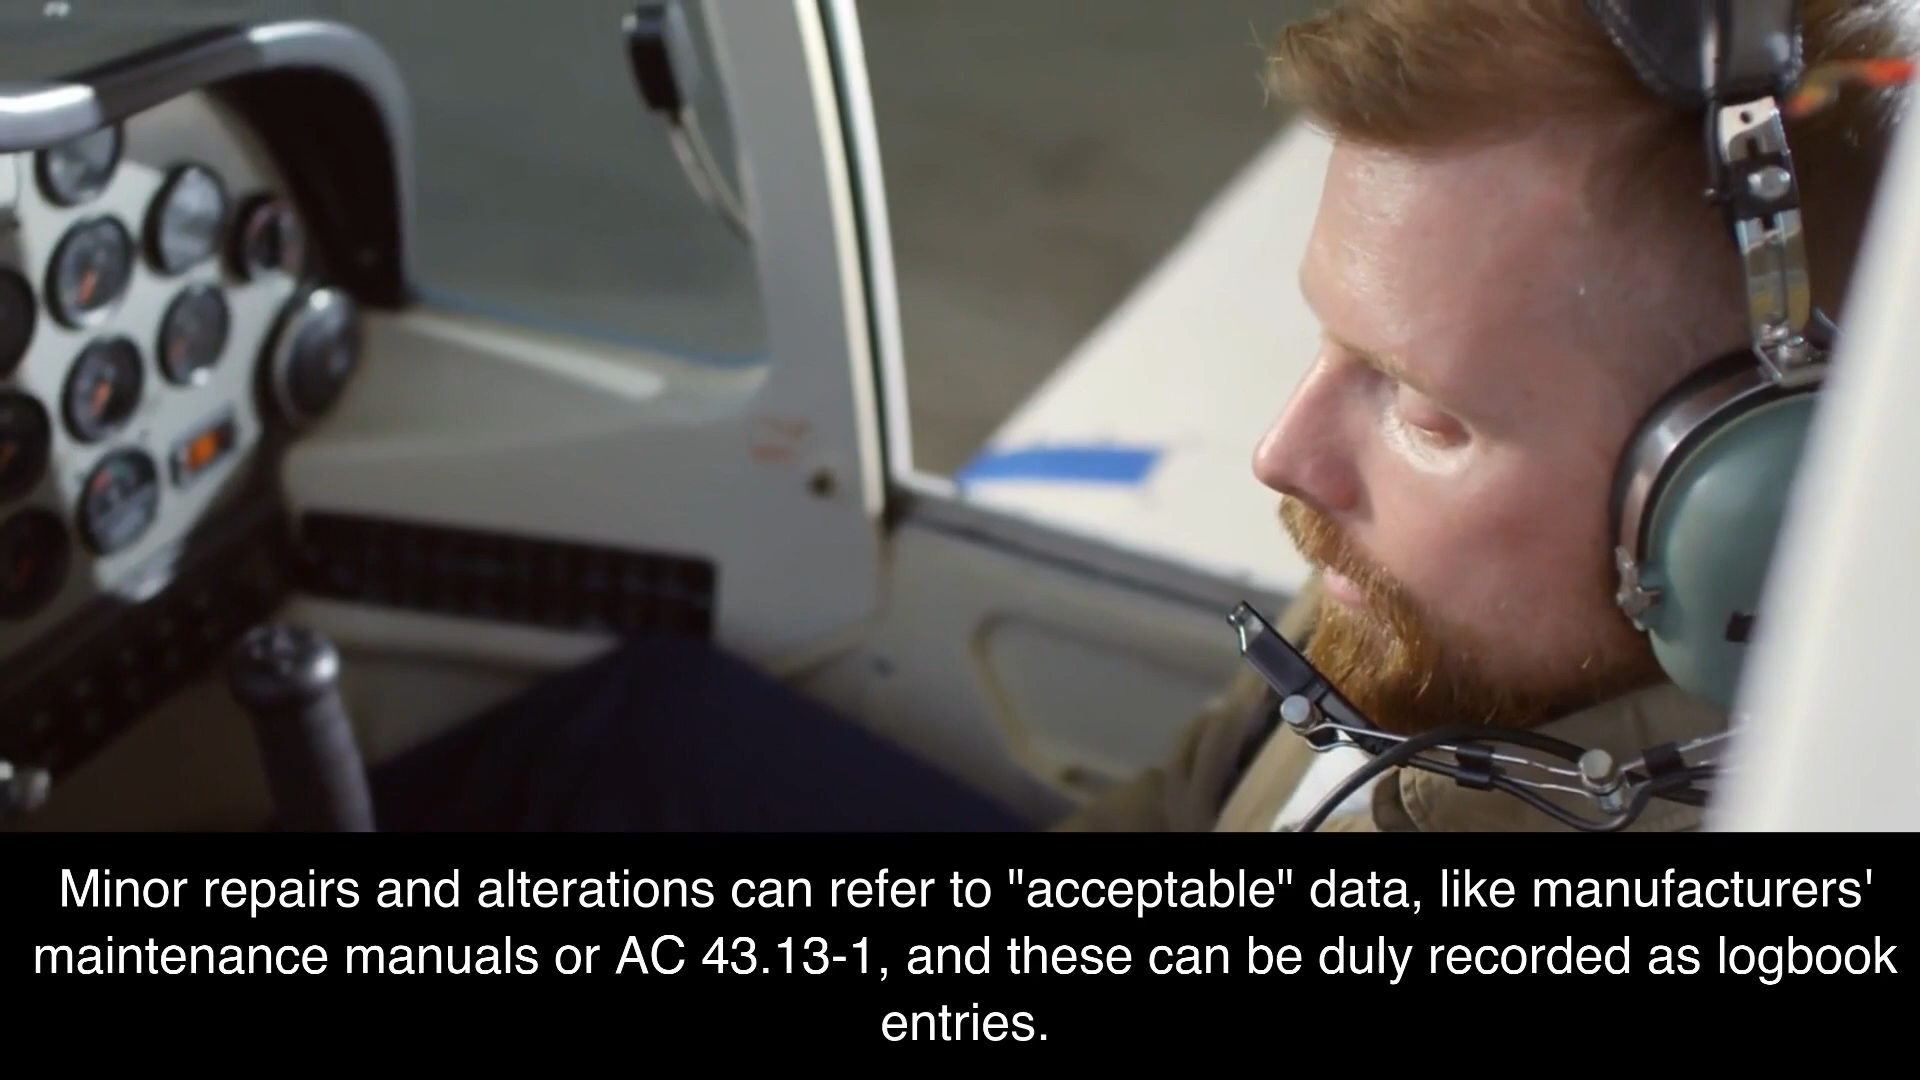 Minor repairs and alterations can refer to "acceptable" data, like manufacturers'
maintenance manuals or AC 43.13-1, and these can be duly recorded as logbook
entries.